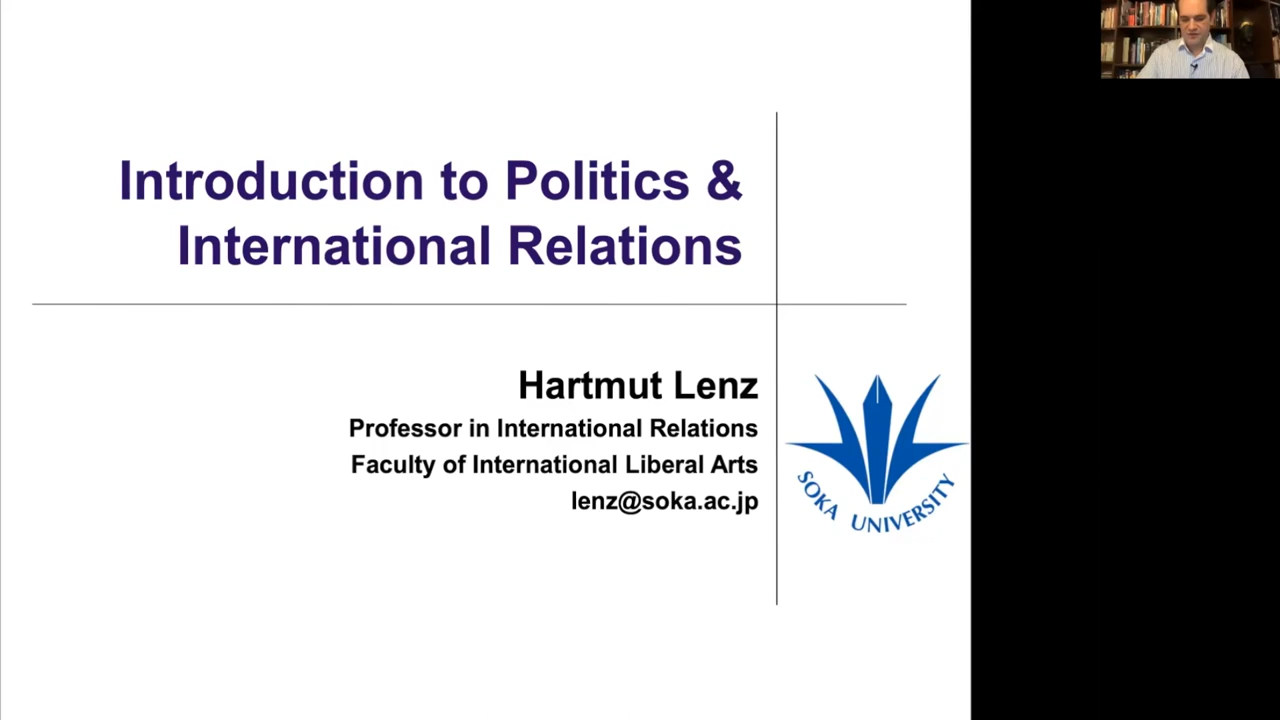 Introduction to Politics &
International Relations
Hartmut Lenz
Professor in International Relations
Faculty of International Liberal Arts
lenz@soka.ac.jp
SOKA UNIVERSITY